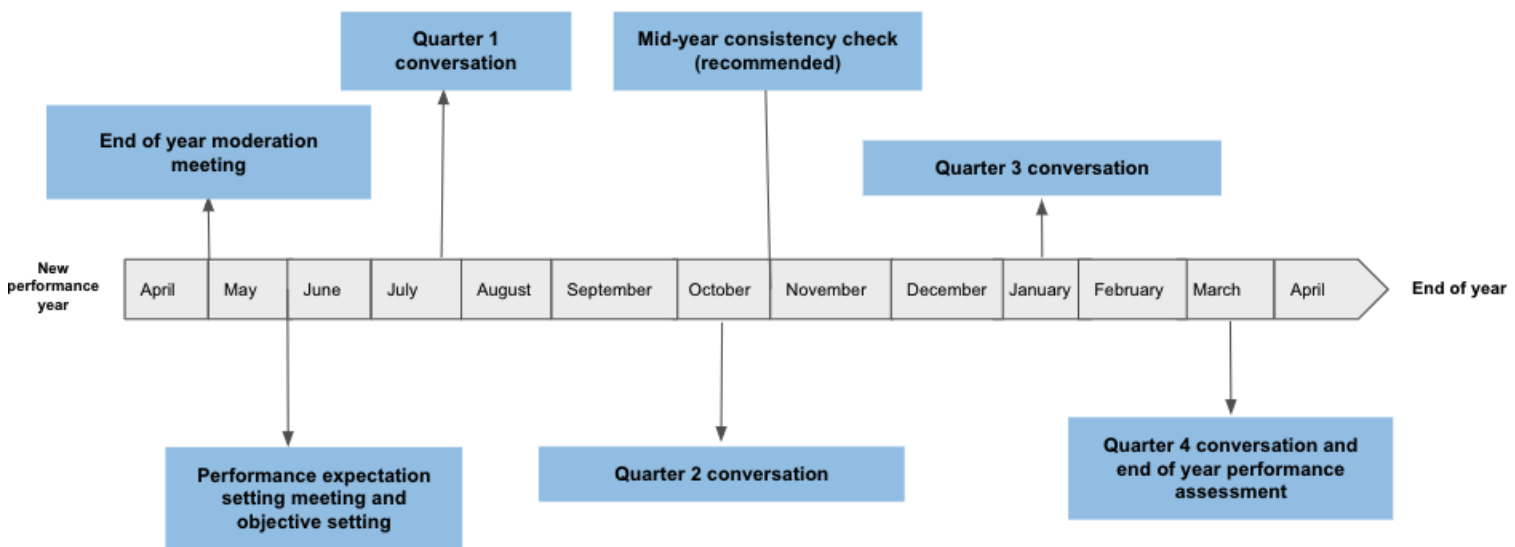 Quarter 1
conversation
Mid-year consistency check
(recommended)
End of year moderation
meeting
Quarter 3 conversation
New
performance
year
April
May
June
July
August
September
October
November
December
January
February
March
April
End of year
Performance expectation
setting meeting and
objective setting
Quarter 2 conversation
Quarter 4 conversation and
end of year performance
assessment